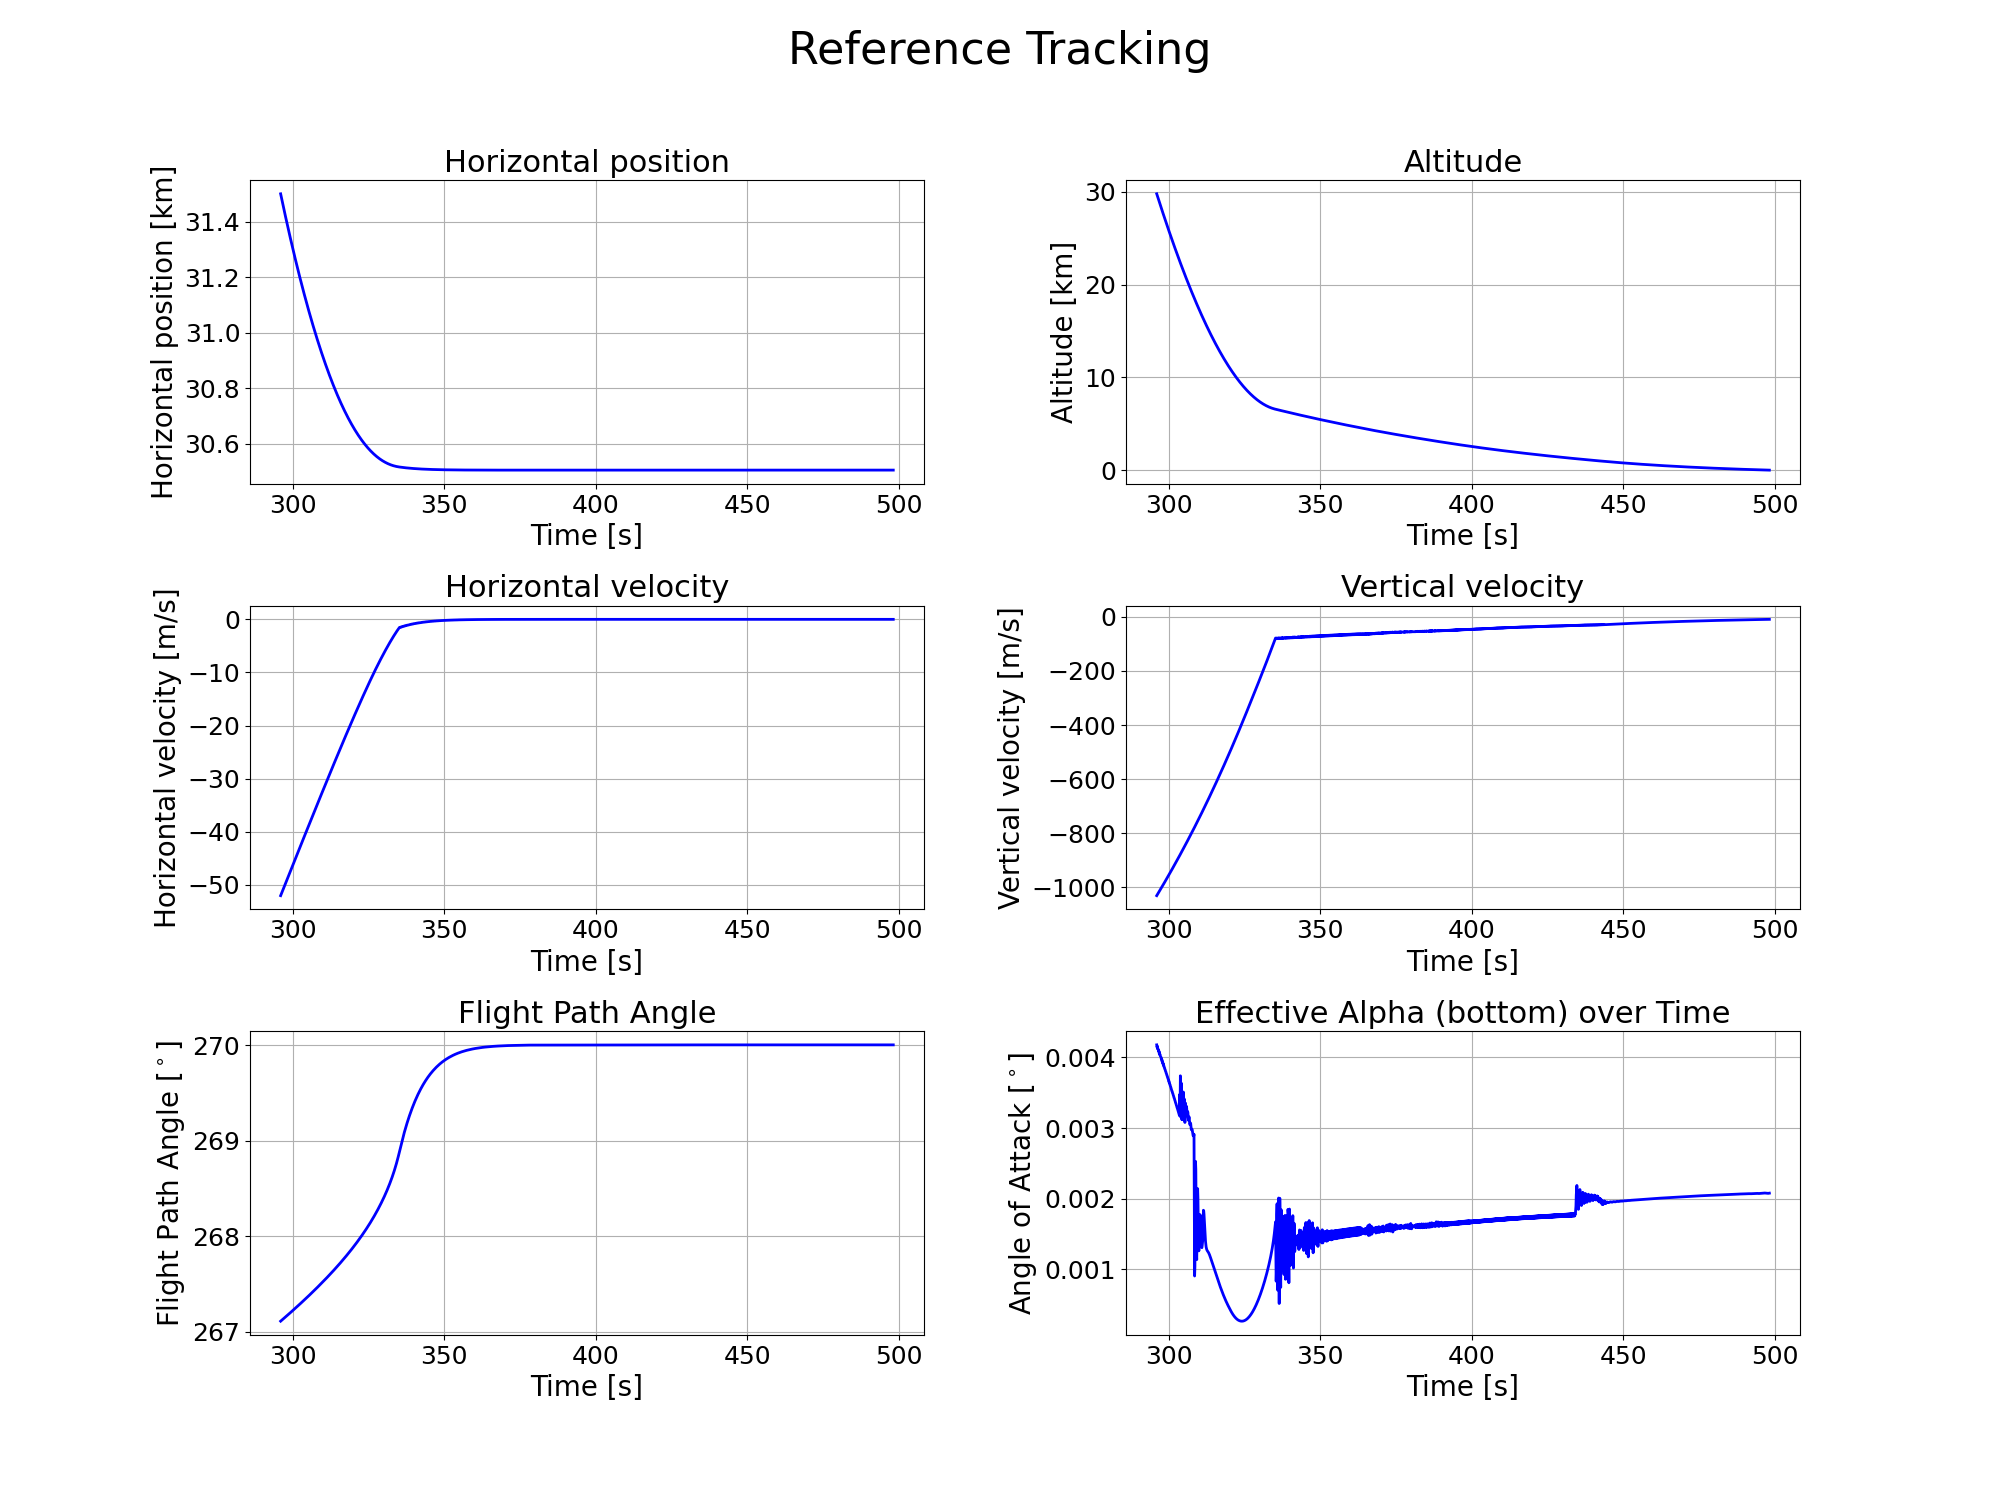 Reference Tracking
Horizontal position
Horizontal position [km]
31.4
31.2
31.0
30.8
30.6
300 350 400 450 500
Time [s]
Altitude
Altitude [km]
30
20
10
0
300 350 400 450 500
Time [s]
Horizontal velocity
Horizontal velocity [m/s]
0
−10
−20
−30
−40
−50
300 350 400 450 500
Time [s]
Vertical velocity
Vertical velocity [m/s]
0
−200
−400
−600
−800
−1000
300 350 400 450 500
Time [s]
Flight Path Angle
Flight Path Angle [°]
270
269
268
267
300 350 400 450 500
Time [s]
Effective Alpha (bottom) over Time
Angle of Attack [°]
0.004
0.003
0.002
0.001
300 350 400 450 500
Time [s]